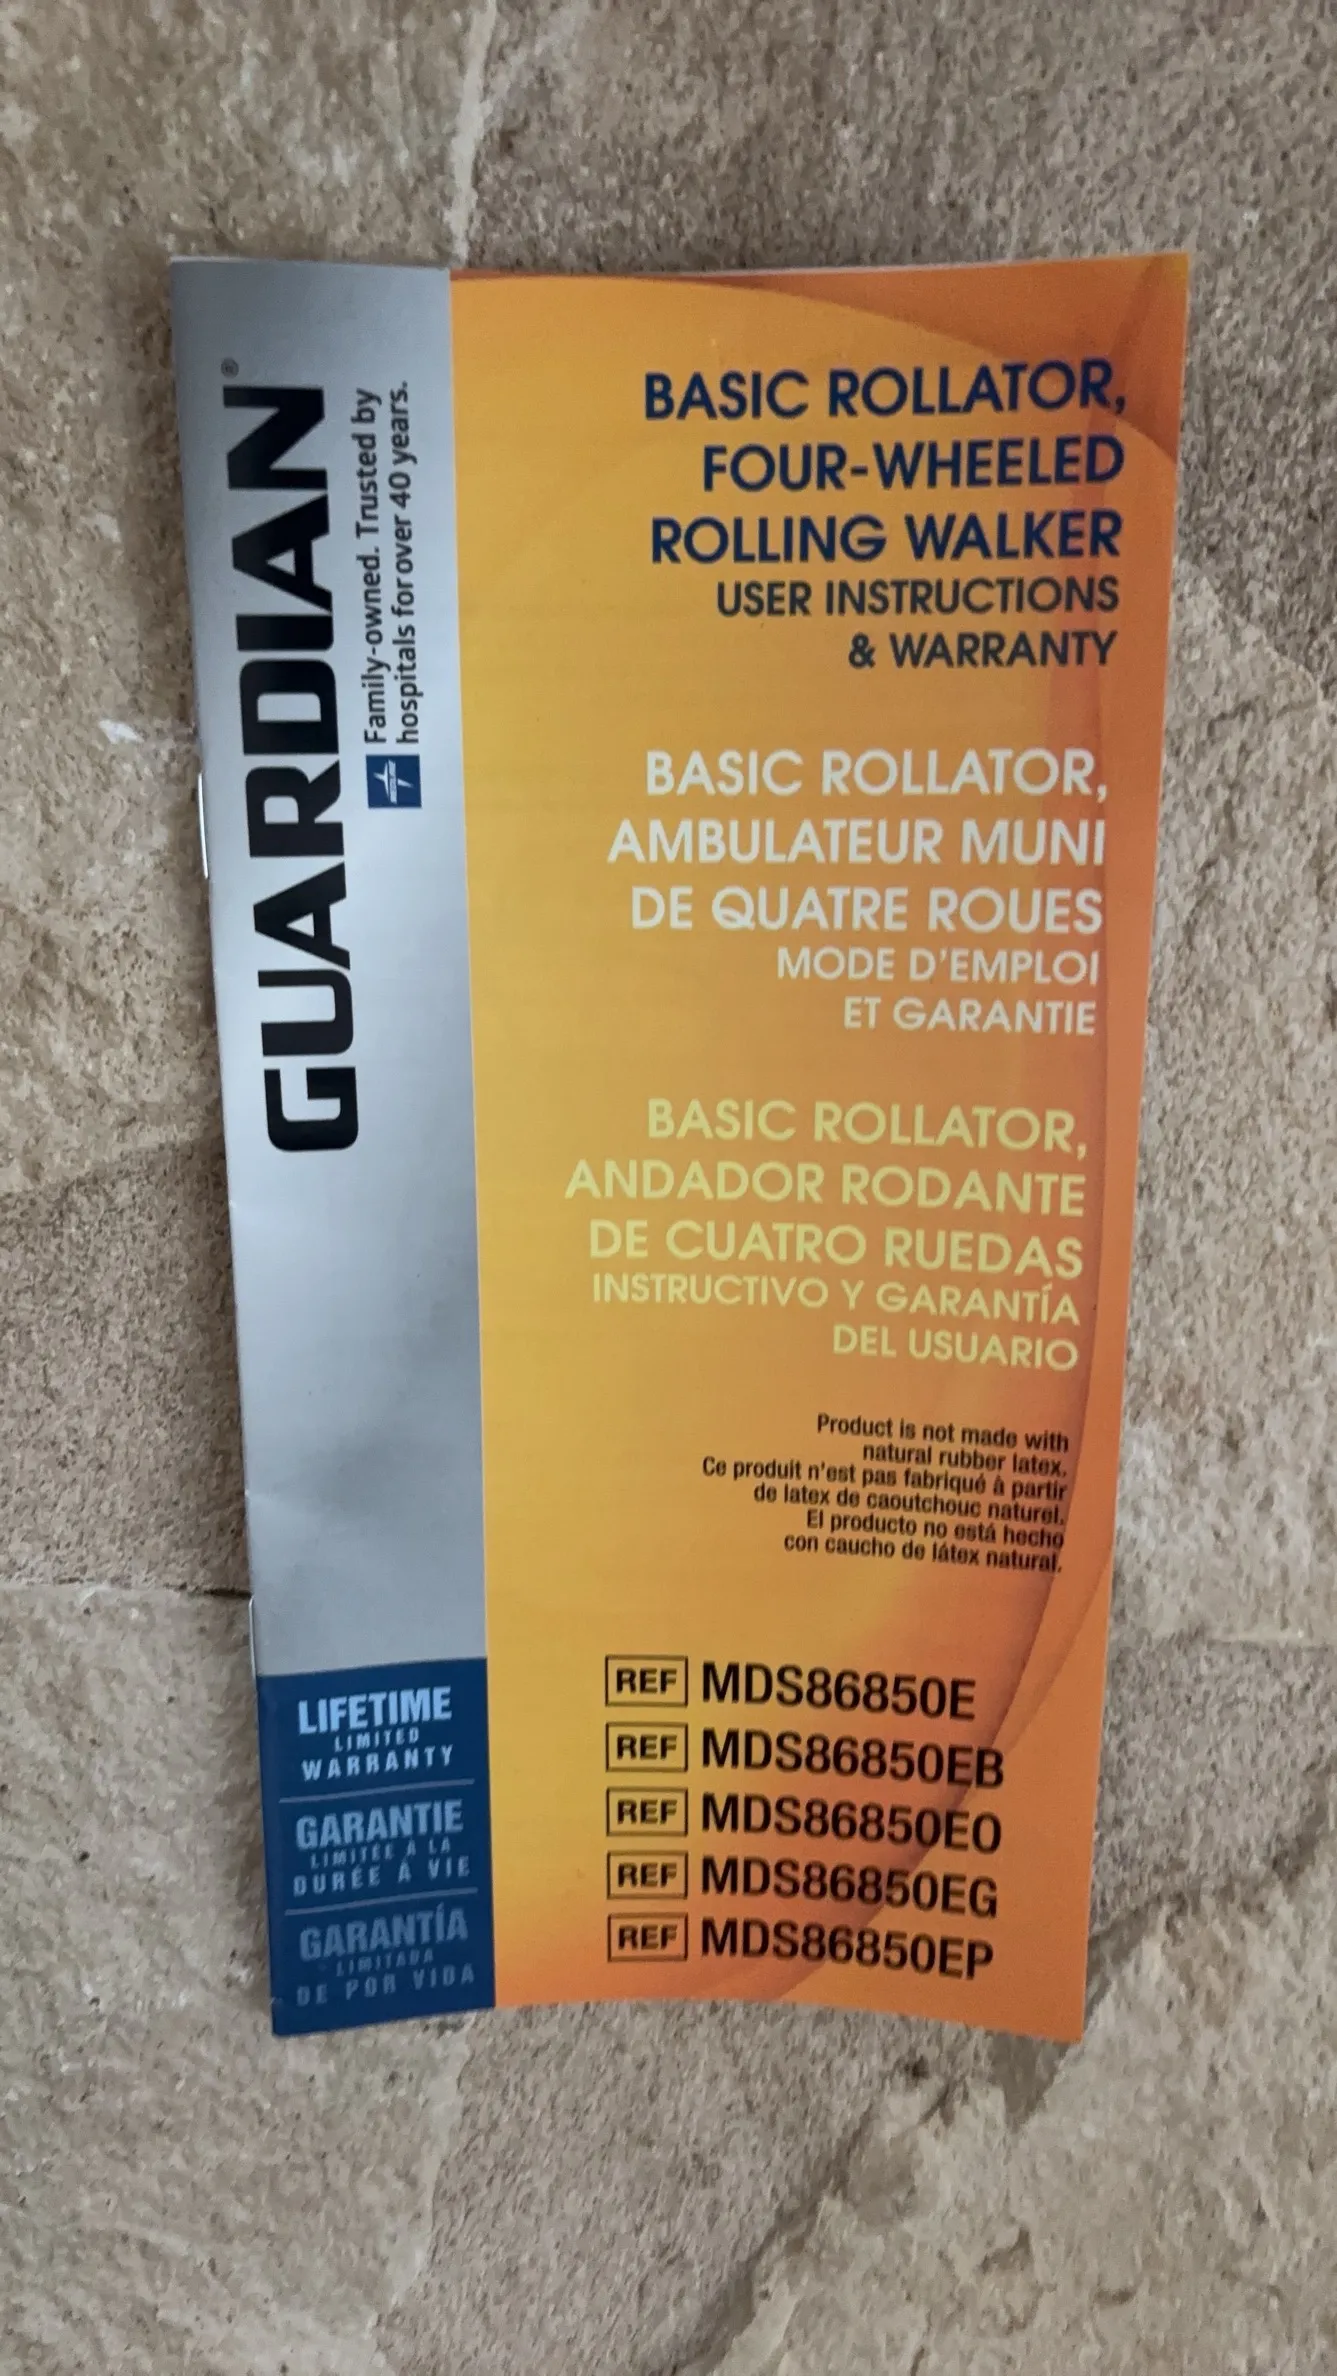 GUARDIAN®
Family-owned. Trusted by
hospitals for over 40 years.
BASIC ROLLATOR,
FOUR-WHEELED
ROLLING WALKER
USER INSTRUCTIONS
& WARRANTY
BASIC ROLLATOR,
AMBULATEUR MUNI
DE QUATRE ROUES
MODE D'EMPLOI
ET GARANTIE
BASIC ROLLATOR,
ANDADOR RODANTE
DE CUATRO RUEDAS
INSTRUCTIVO Y GARANTÍA
DEL USUARIO
Product is not made with
natural rubber latex.
Ce produit n'est pas fabriqué à partir
de latex de caoutchouc naturel.
El producto no está hecho
con caucho de látex natural.
REF MDS86850E
REF MDS86850EB
REF MDS86850EO
REF MDS86850EG
REF MDS86850EP
LIFETIME
LIMITED
WARRANTY
GARANTIE
LIMITÉE À LA
DURÉE À VIE
GARANTÍA
LIMITADA
DE POR VIDA